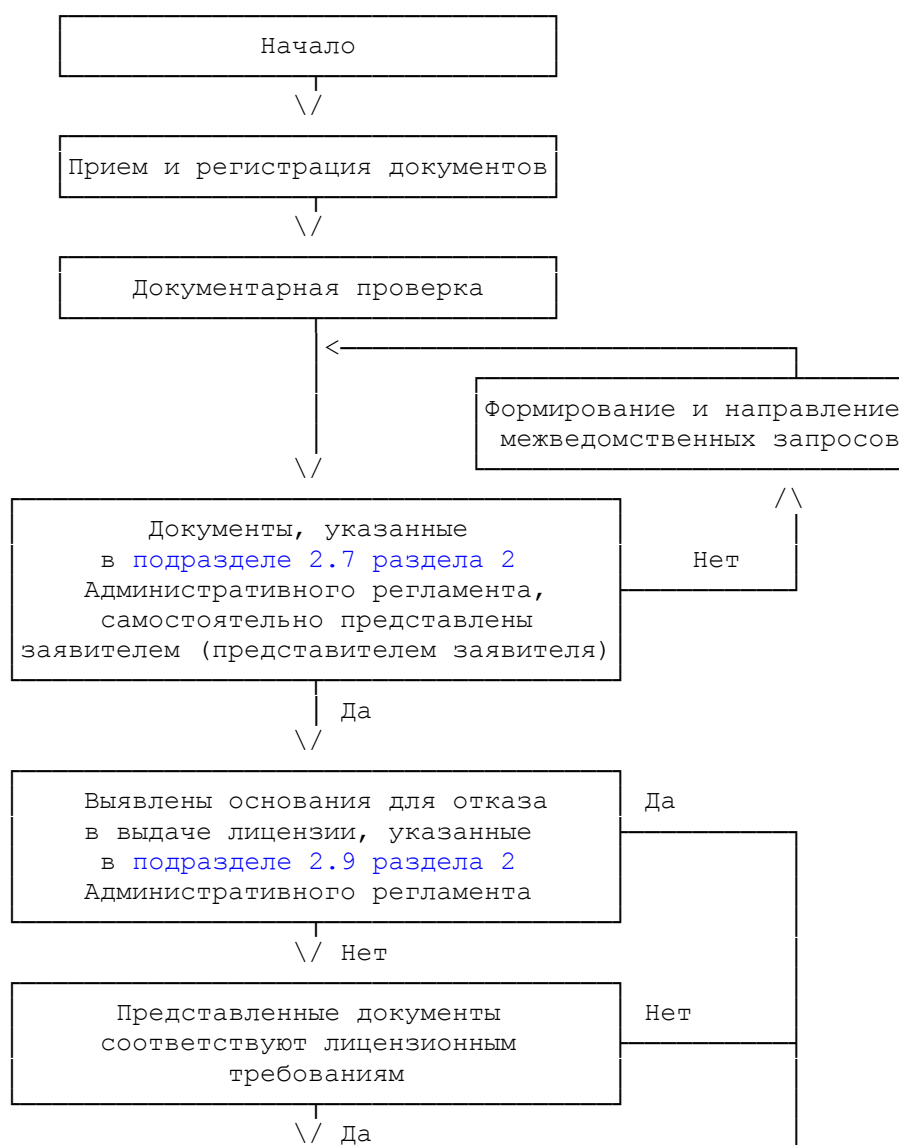 Начало
Прием и регистрация документов
Документарная проверка
Формирование и направление
межведомственных запросов
Документы, указанные
в подразделе 2.7 раздела 2
Административного регламента,
самостоятельно представлены
заявителем (представителем заявителя)
Нет
Да
Выявлены основания для отказа
в выдаче лицензии, указанные
в подразделе 2.9 раздела 2
Административного регламента
Да
Нет
Представленные документы
соответствуют лицензионным
требованиям
Нет
Да